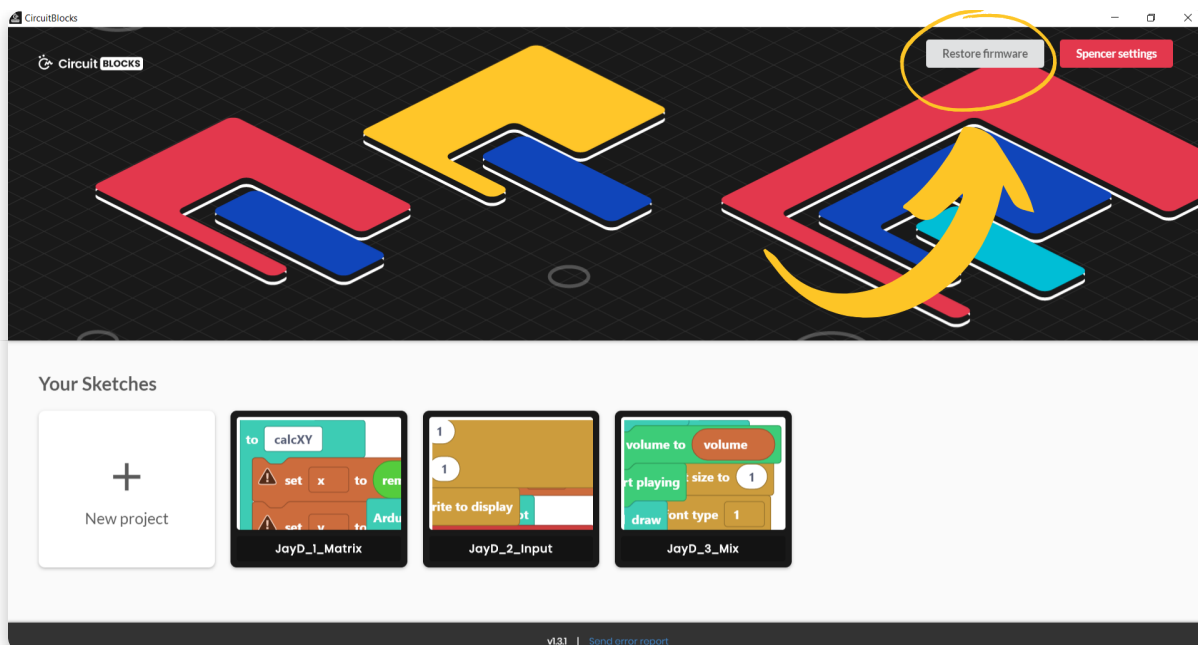 CircuitBlocks
Circuit BLOCKS
Restore firmware
Spencer settings
Your Sketches
New project
to calcXY
set x to
set y to
JayD_1_Matrix
1
1
rite to display
JayD_2_Input
volume to volume
rt playing size to 1
draw ont type 1
JayD_3_Mix
v1.3.1 | Send error report